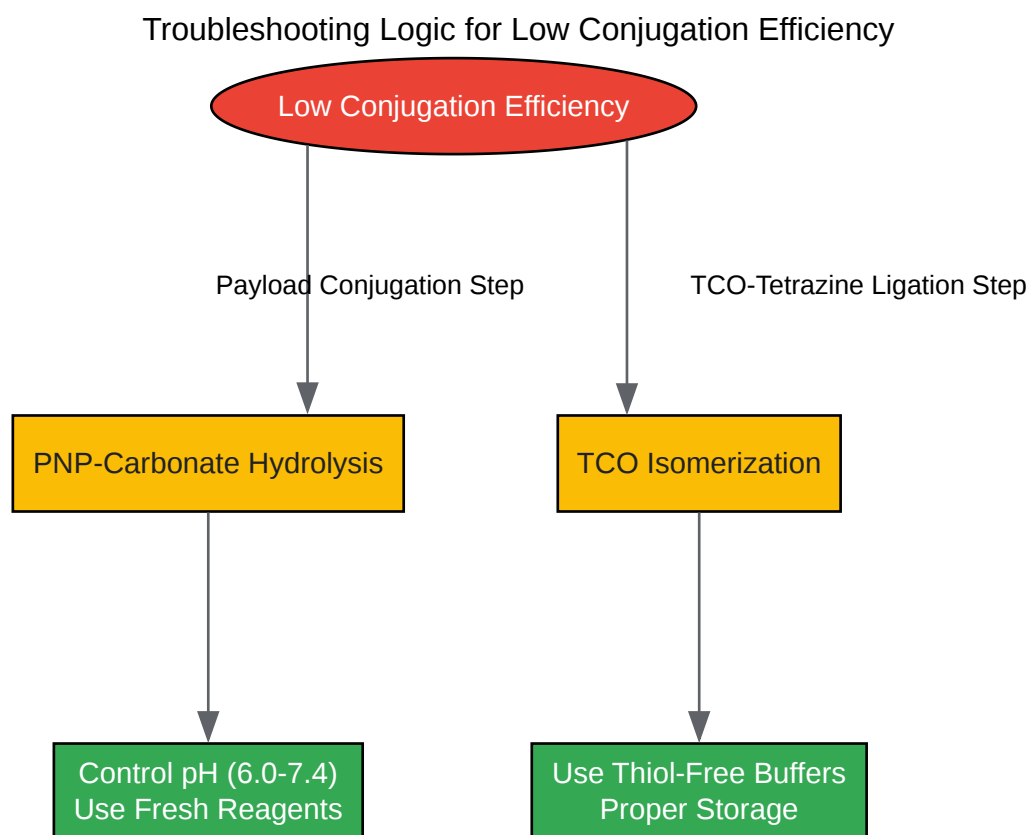 Troubleshooting Logic for Low Conjugation Efficiency
Low Conjugation Efficiency
Payload Conjugation Step
TCO-Tetrazine Ligation Step
PNP-Carbonate Hydrolysis
TCO Isomerization
Control pH (6.0-7.4)
Use Fresh Reagents
Use Thiol-Free Buffers
Proper Storage